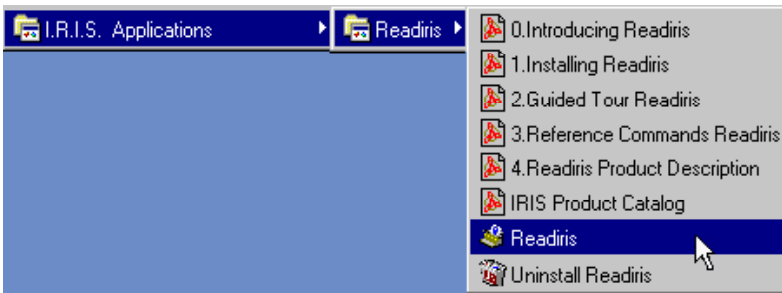 I.R.I.S. Applications
Readiris
0.Introducing Readiris
1.Installing Readiris
2.Guided Tour Readiris
3.Reference Commands Readiris
4.Readiris Product Description
IRIS Product Catalog
Readiris
Uninstall Readiris